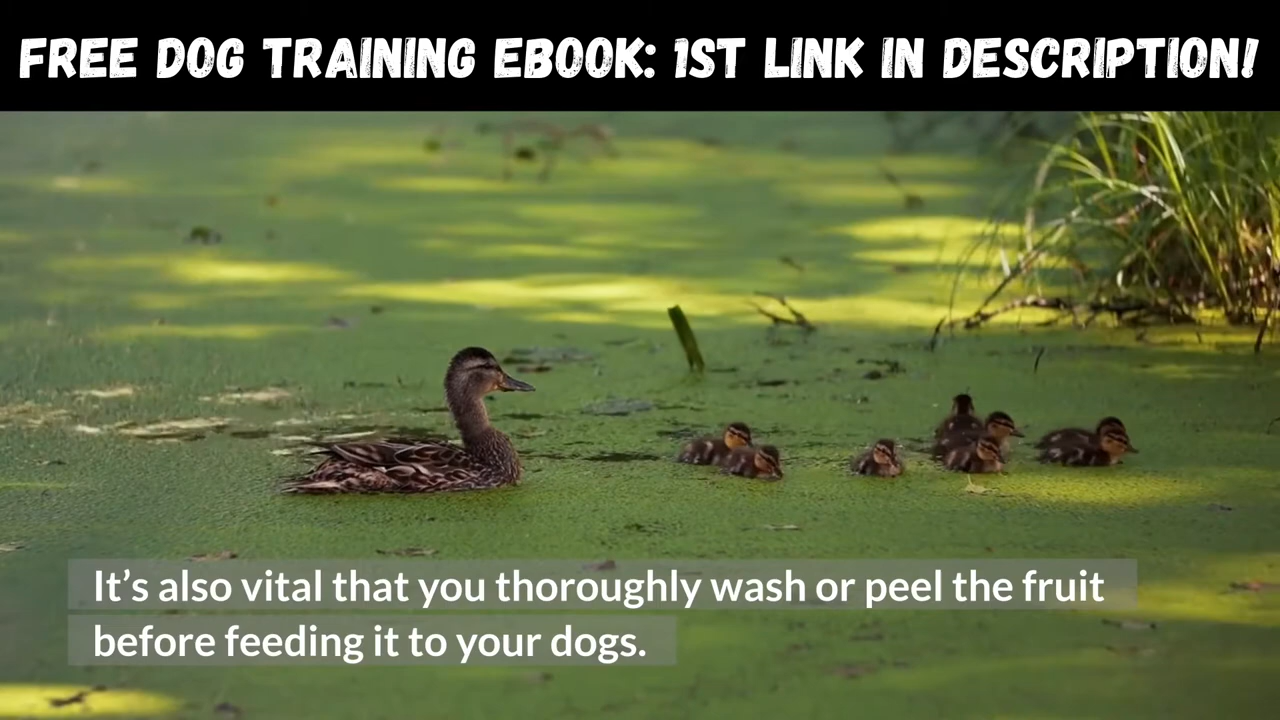 FREE DOG TRAINING EBOOK: 1ST LINK IN DESCRIPTION!
It's also vital that you thoroughly wash or peel the fruit
before feeding it to your dogs.